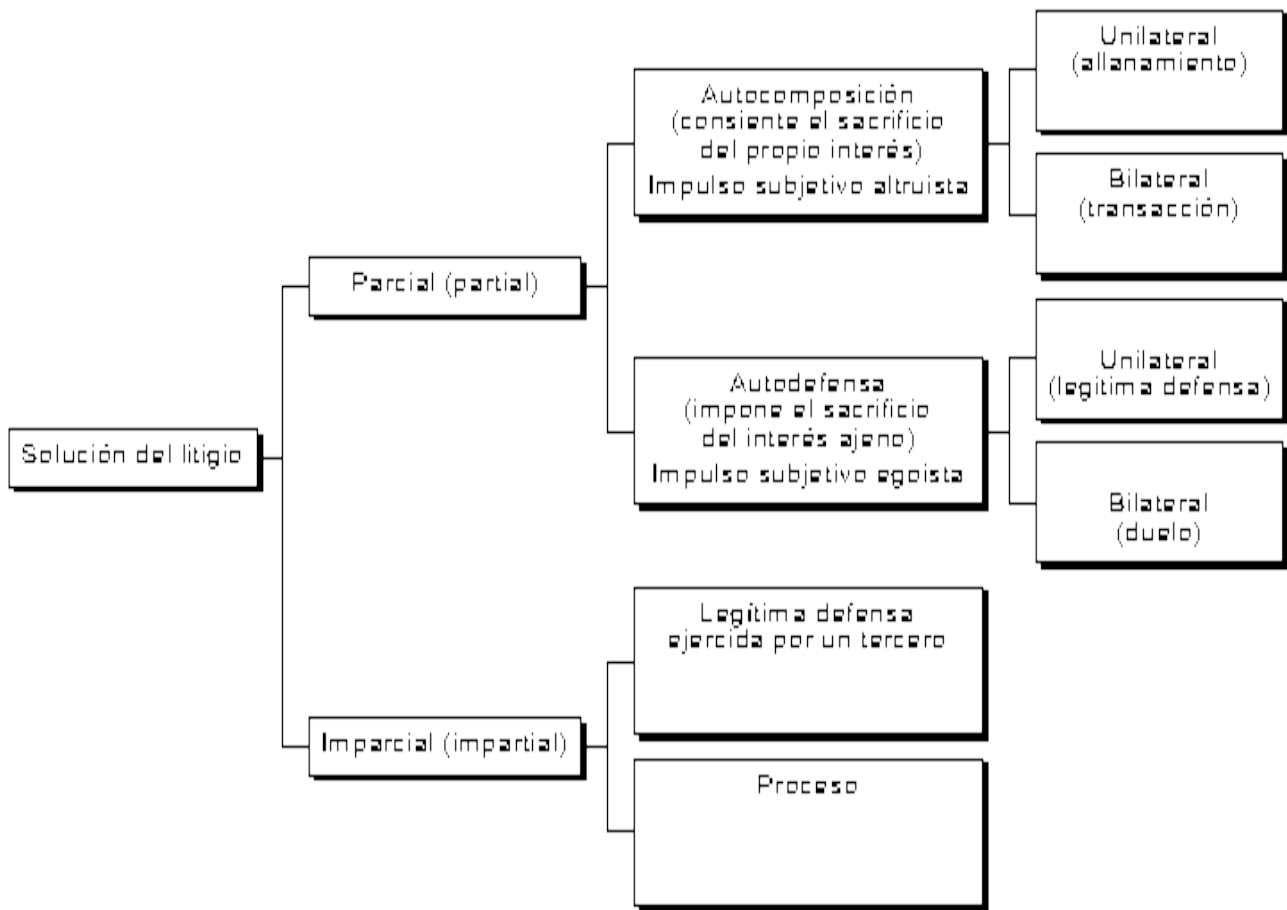 Unilateral
(allanamiento)
Autocomposición
(consiente el sacrificio
del propio interés)
Impulso subjetivo altruista
Bilateral
(transacción)
Parcial (partial)
Unilateral
(legítima defensa)
Autodefensa
(impone el sacrificio
del interés ajeno)
Impulso subjetivo egoista
Solución del litigio
Bilateral
(duelo)
Legítima defensa
ejercida por un tercero
Imparcial (impartial)
Proceso